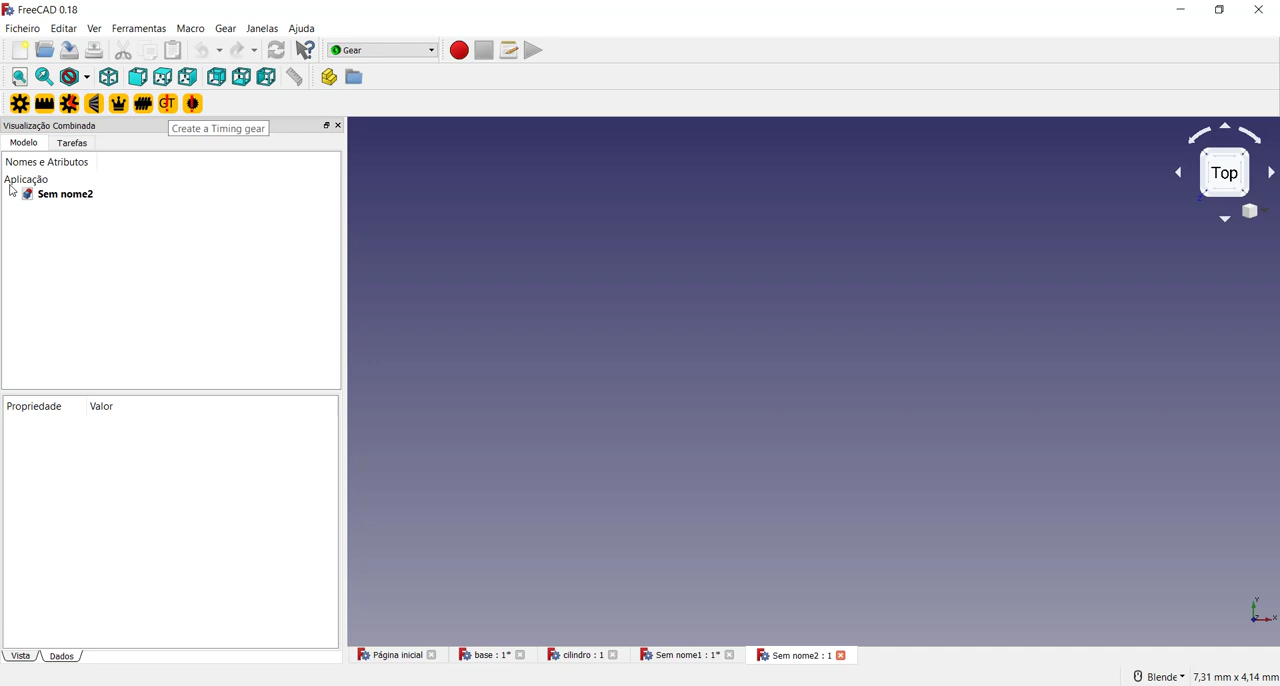 FreeCAD 0.18
Ficheiro Editar Ver Ferramentas Macro Gear Janelas Ajuda
Gear
GT
Visualização Combinada
Create a Timing gear
Modelo Tarefas
Nomes e Atributos
Aplicação
Sem nome2
Top
Z
Propriedade Valor
Y
Z X
Vista Dados
Página inicial base : 1* cilindro : 1 Sem nome1 : 1* Sem nome2 : 1
Blender 7,31 mm x 4,14 mm